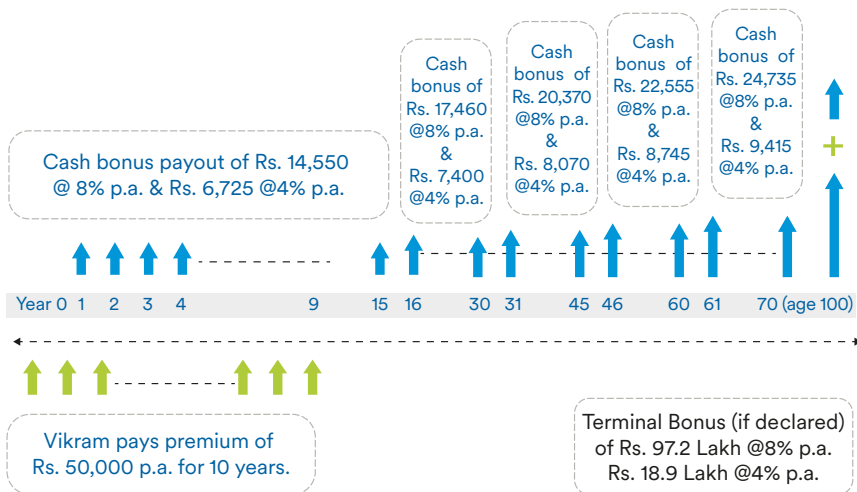 Cash bonus payout of Rs. 14,550
@ 8% p.a. & Rs. 6,725 @4% p.a.
Cash
bonus of
Rs. 17,460
@8% p.a.
&
Rs. 7,400
@4% p.a.
Cash
bonus of
Rs. 20,370
@8% p.a.
&
Rs. 8,070
@4% p.a.
Cash
bonus of
Rs. 22,555
@8% p.a.
&
Rs. 8,745
@4% p.a.
Cash
bonus of
Rs. 24,735
@8% p.a.
&
Rs. 9,415
@4% p.a.
+
Year 0 1 2 3 4 9 15 16 30 31 45 46 60 61 70 (age 100)
Vikram pays premium of
Rs. 50,000 p.a. for 10 years.
Terminal Bonus (if declared)
of Rs. 97.2 Lakh @8% p.a.
Rs. 18.9 Lakh @4% p.a.